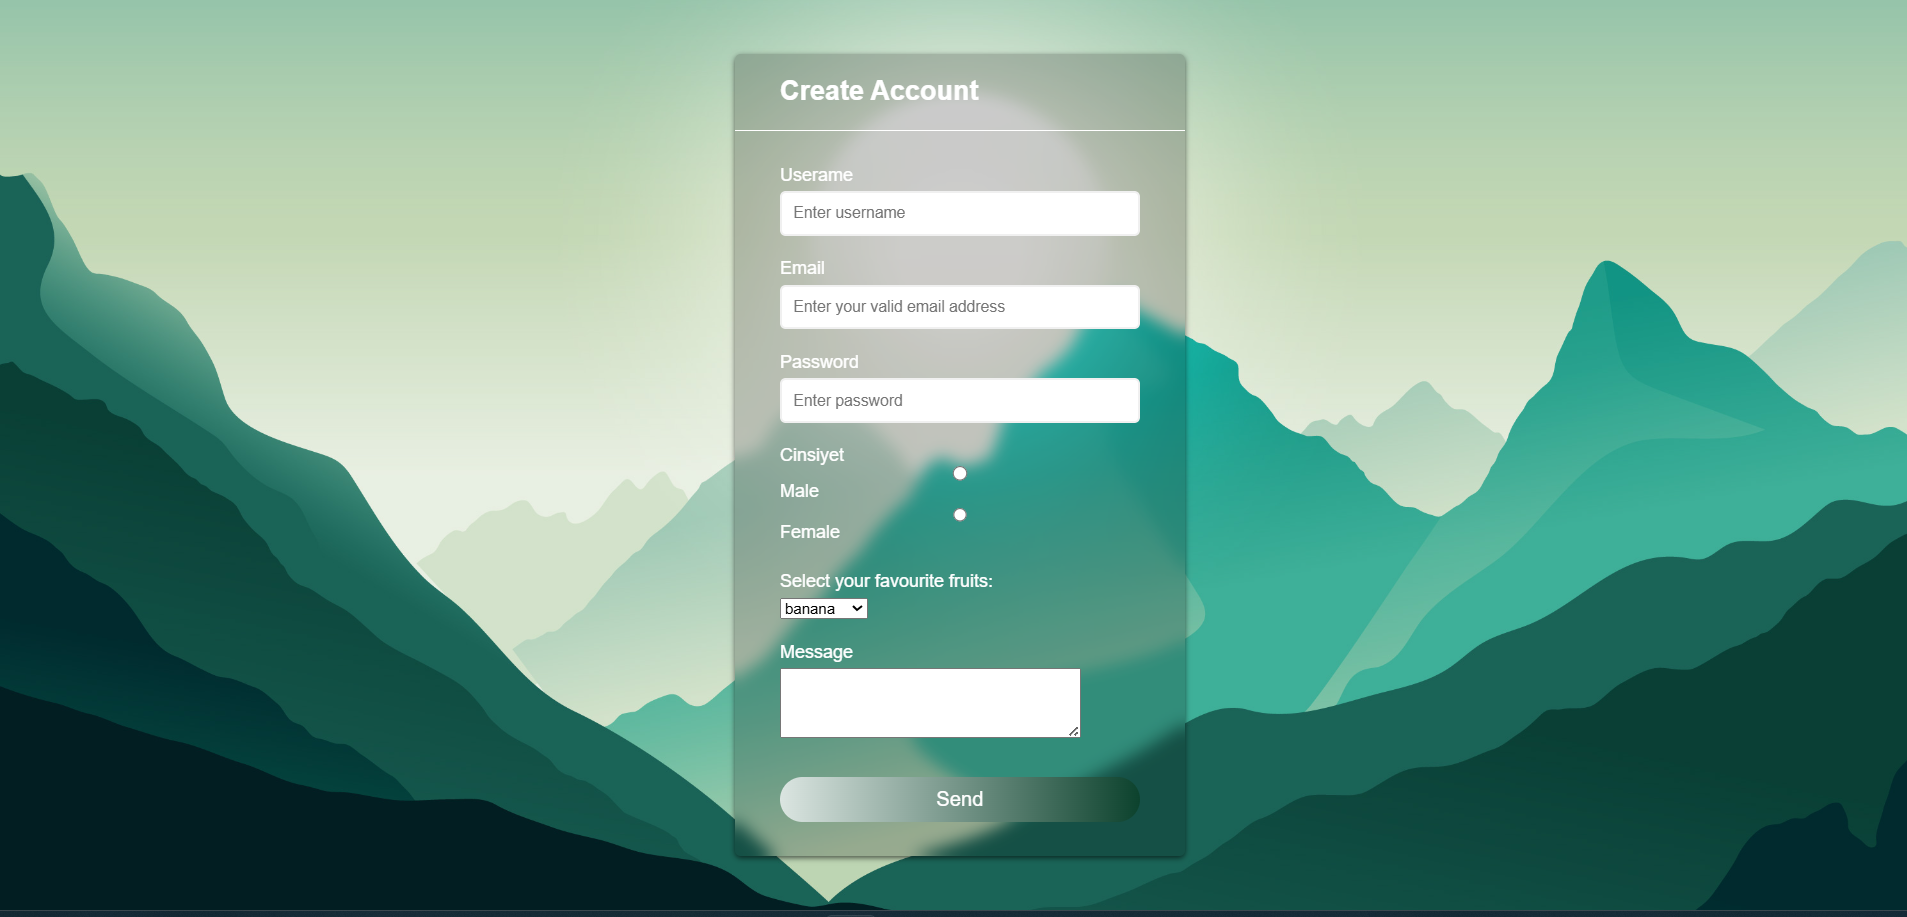 Create Account
Userame
Enter username
Email
Enter your valid email address
Password
Enter password
Cinsiyet
Male
Female
Select your favourite fruits:
banana
Message
Send